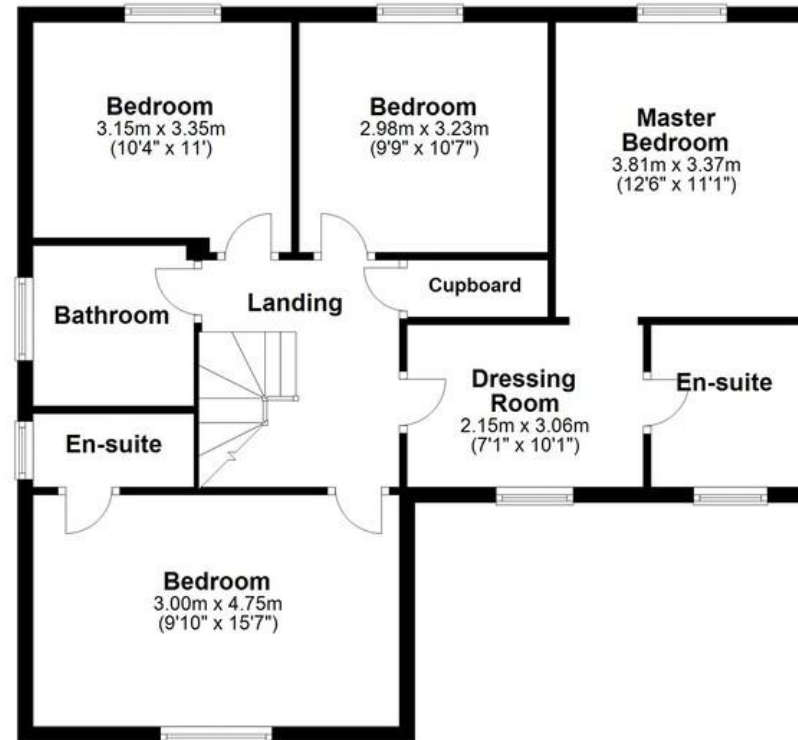 Bedroom
3.15m x 3.35m
(10'4" x 11')
Bedroom
2.98m x 3.23m
(9'9" x 10'7")
Master
Bedroom
3.81m x 3.37m
(12'6" x 11'1")
Bathroom
Landing
Cupboard
En-suite
Dressing
Room
2.15m x 3.06m
(7'1" x 10'1")
En-suite
Bedroom
3.00m x 4.75m
(9'10" x 15'7")